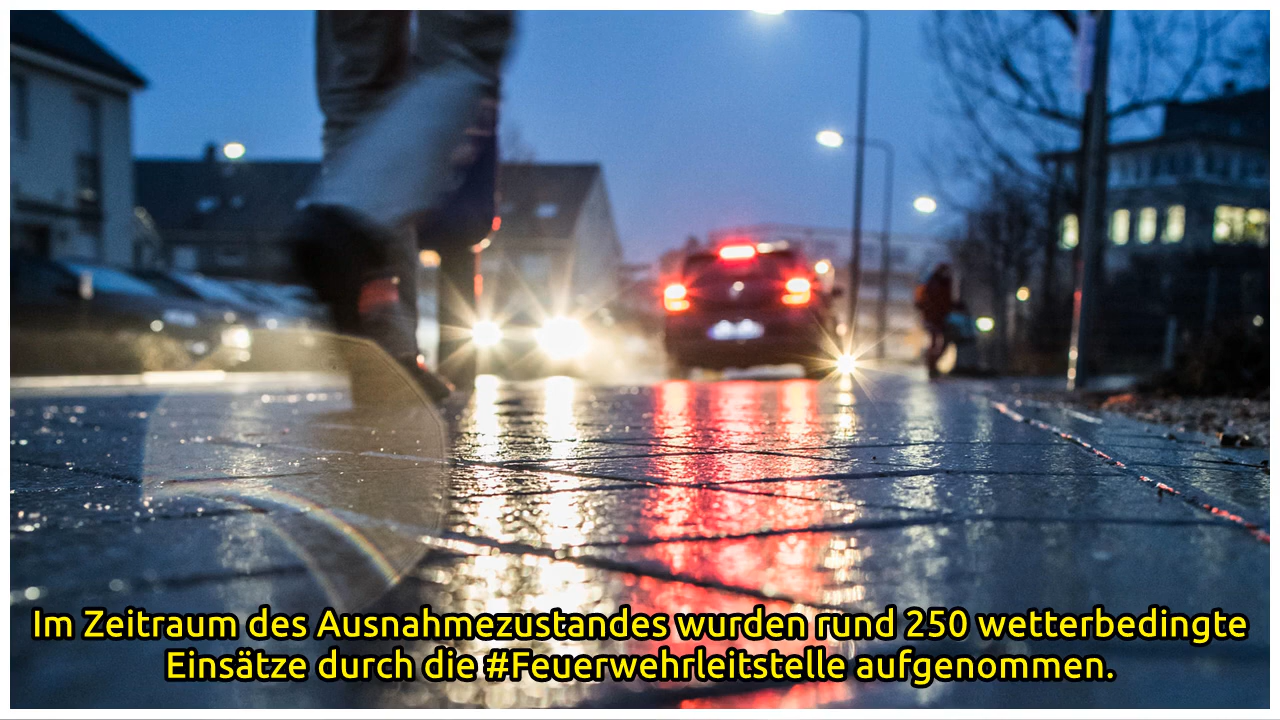 Im Zeitraum des Ausnahmezustandes wurden rund 250 wetterbedingte
Einsätze durch die #Feuerwehrleitstelle aufgenommen.